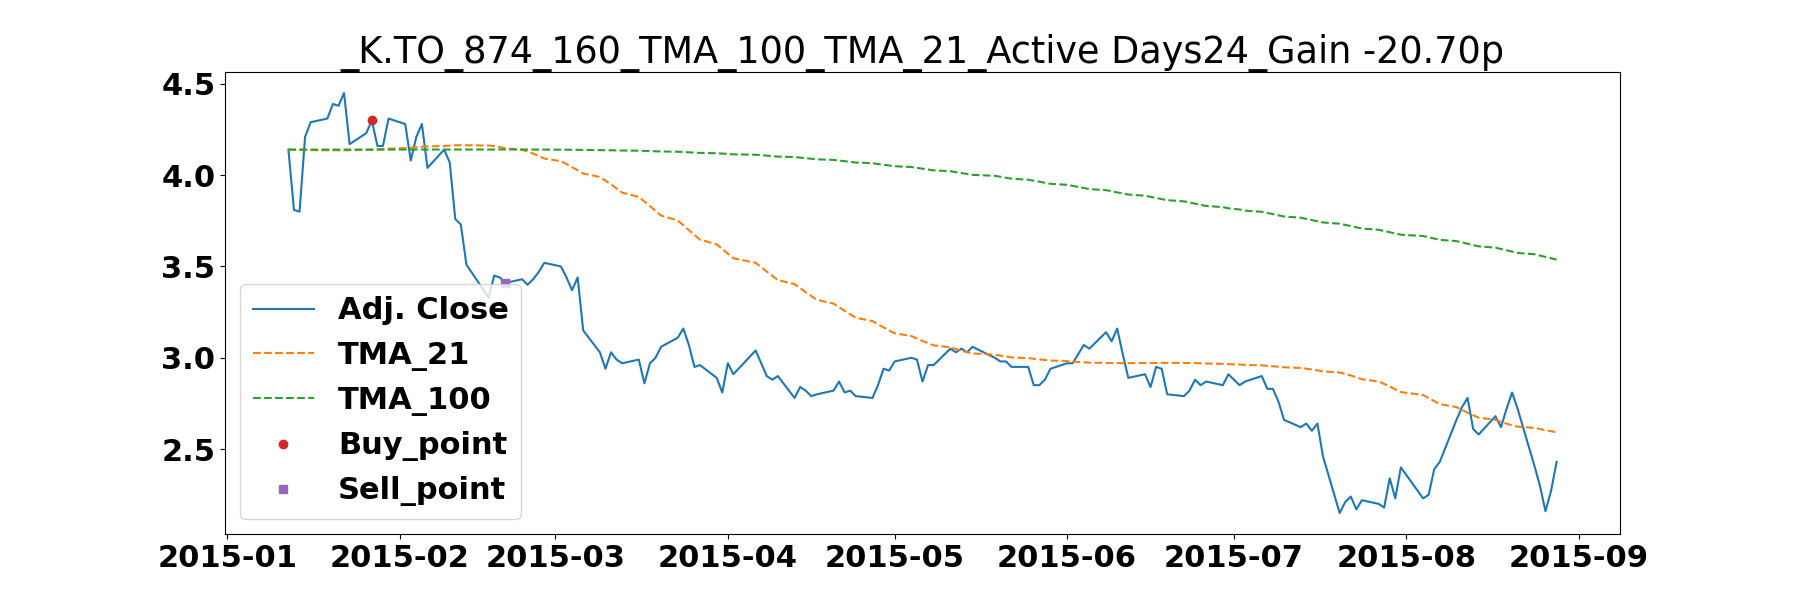 _K.TO_874_160_TMA_100_TMA_21_Active Days24_Gain -20.70p
4.5
4.0
3.5
3.0
2.5
Adj. Close
TMA_21
TMA_100
Buy_point
Sell_point
2015-01 2015-02 2015-03 2015-04 2015-05 2015-06 2015-07 2015-08 2015-09